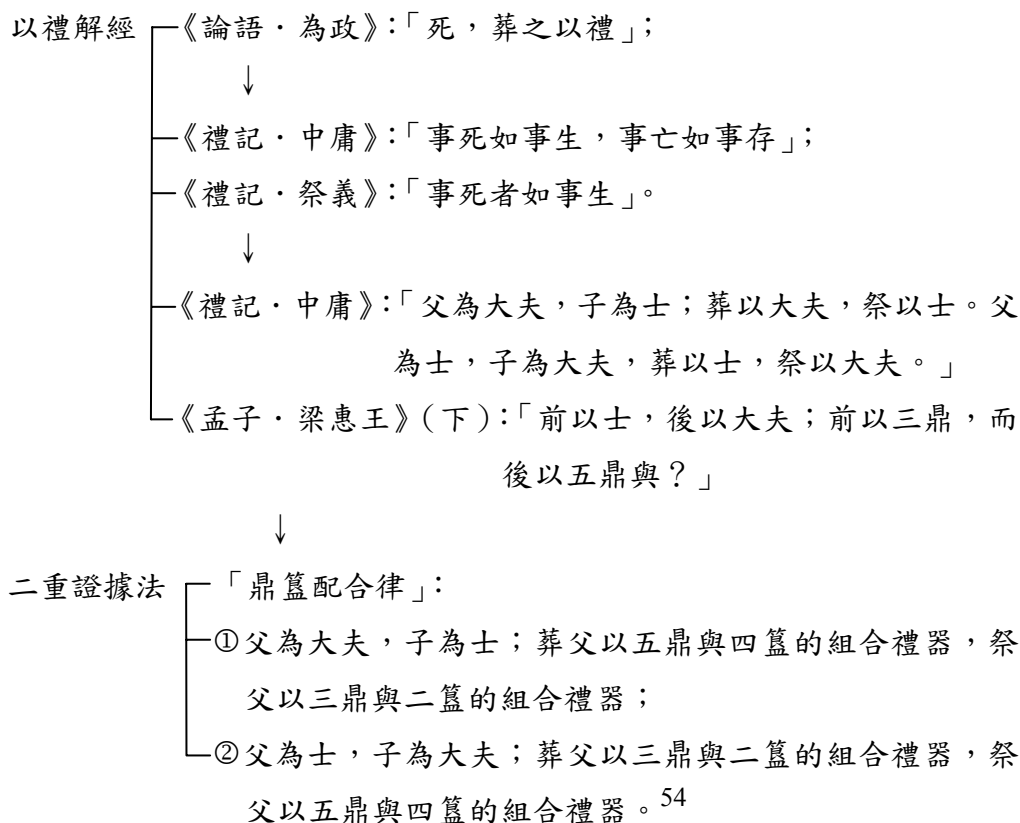 以禮解經 《論語·為政》：「死，葬之以禮」；
↓
《禮記·中庸》：「事死如事生，事亡如事存」；
《禮記·祭義》：「事死者如事生」。
↓
《禮記·中庸》：「父為大夫，子為士；葬以大夫，祭以士。父
為士，子為大夫，葬以士，祭以大夫。」
《孟子·梁惠王》（下）：「前以士，後以大夫；前以三鼎，而
後以五鼎與？」
↓
二重證據法 「鼎簋配合律」：
①父為大夫，子為士；葬父以五鼎與四簋的組合禮器，祭
父以三鼎與二簋的組合禮器；
②父為士，子為大夫；葬父以三鼎與二簋的組合禮器，祭
父以五鼎與四簋的組合禮器。54